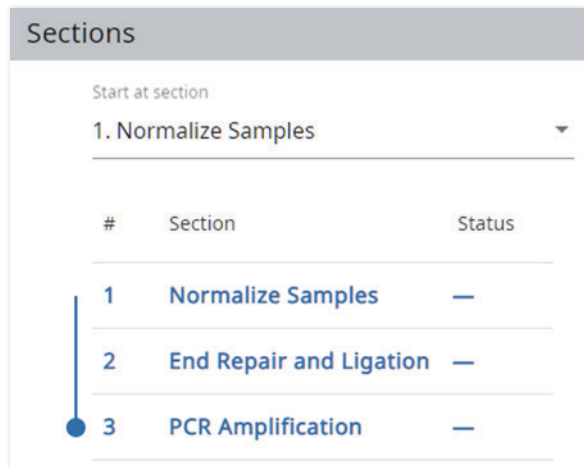 Sections
Start at section
1. Normalize Samples
# Section Status
1 Normalize Samples —
2 End Repair and Ligation —
3 PCR Amplification —